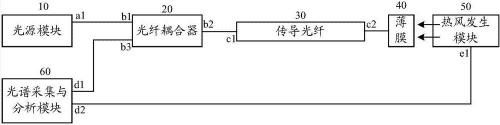 10
光源模块
a1
b1
b3
20
光纤耦合器
b2
c1
30
传导光纤
c2
40
薄
膜
50
热风发生
模块
e1
60
光谱采集与
分析模块
d1
d2